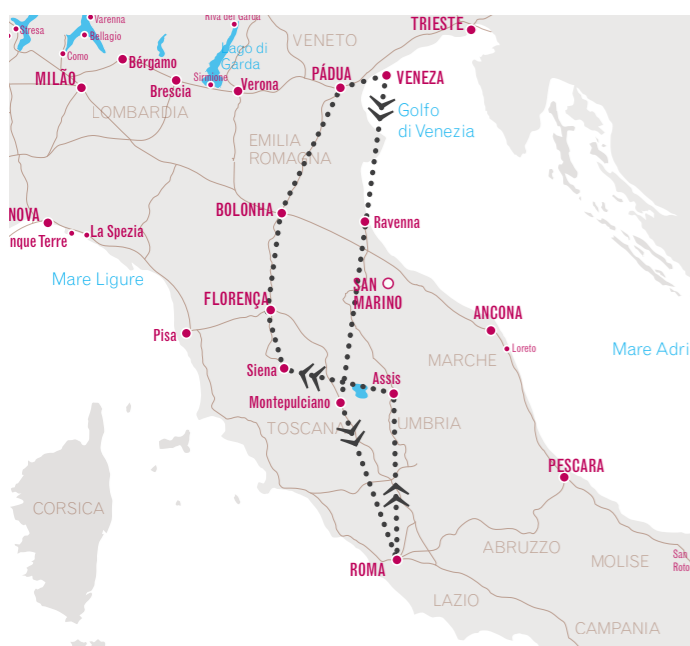 Riva del Garda
Varenna
Stresa
Bellagio
TRIESTE
VENETO
Lago di
Garda
Como
Bérgamo
MILÃO
Brescia
Sirmione
Verona
PÁDUA
VENEZA
LOMBARDIA
Golfo
di Venezia
EMILIA
ROMAGNA
BOLONHA
Ravenna
NOVA
La Spezia
nque Terre
Mare Ligure
SAN
MARINO
FLORENÇA
ANCONA
Pisa
Loreto
Mare Adri
MARCHE
Siena
Assis
Montepulciano
TOSCANA
UMBRIA
PESCARA
CORSICA
ABRUZZO
MOLISE
San
Roto
ROMA
LAZIO
CAMPANIA